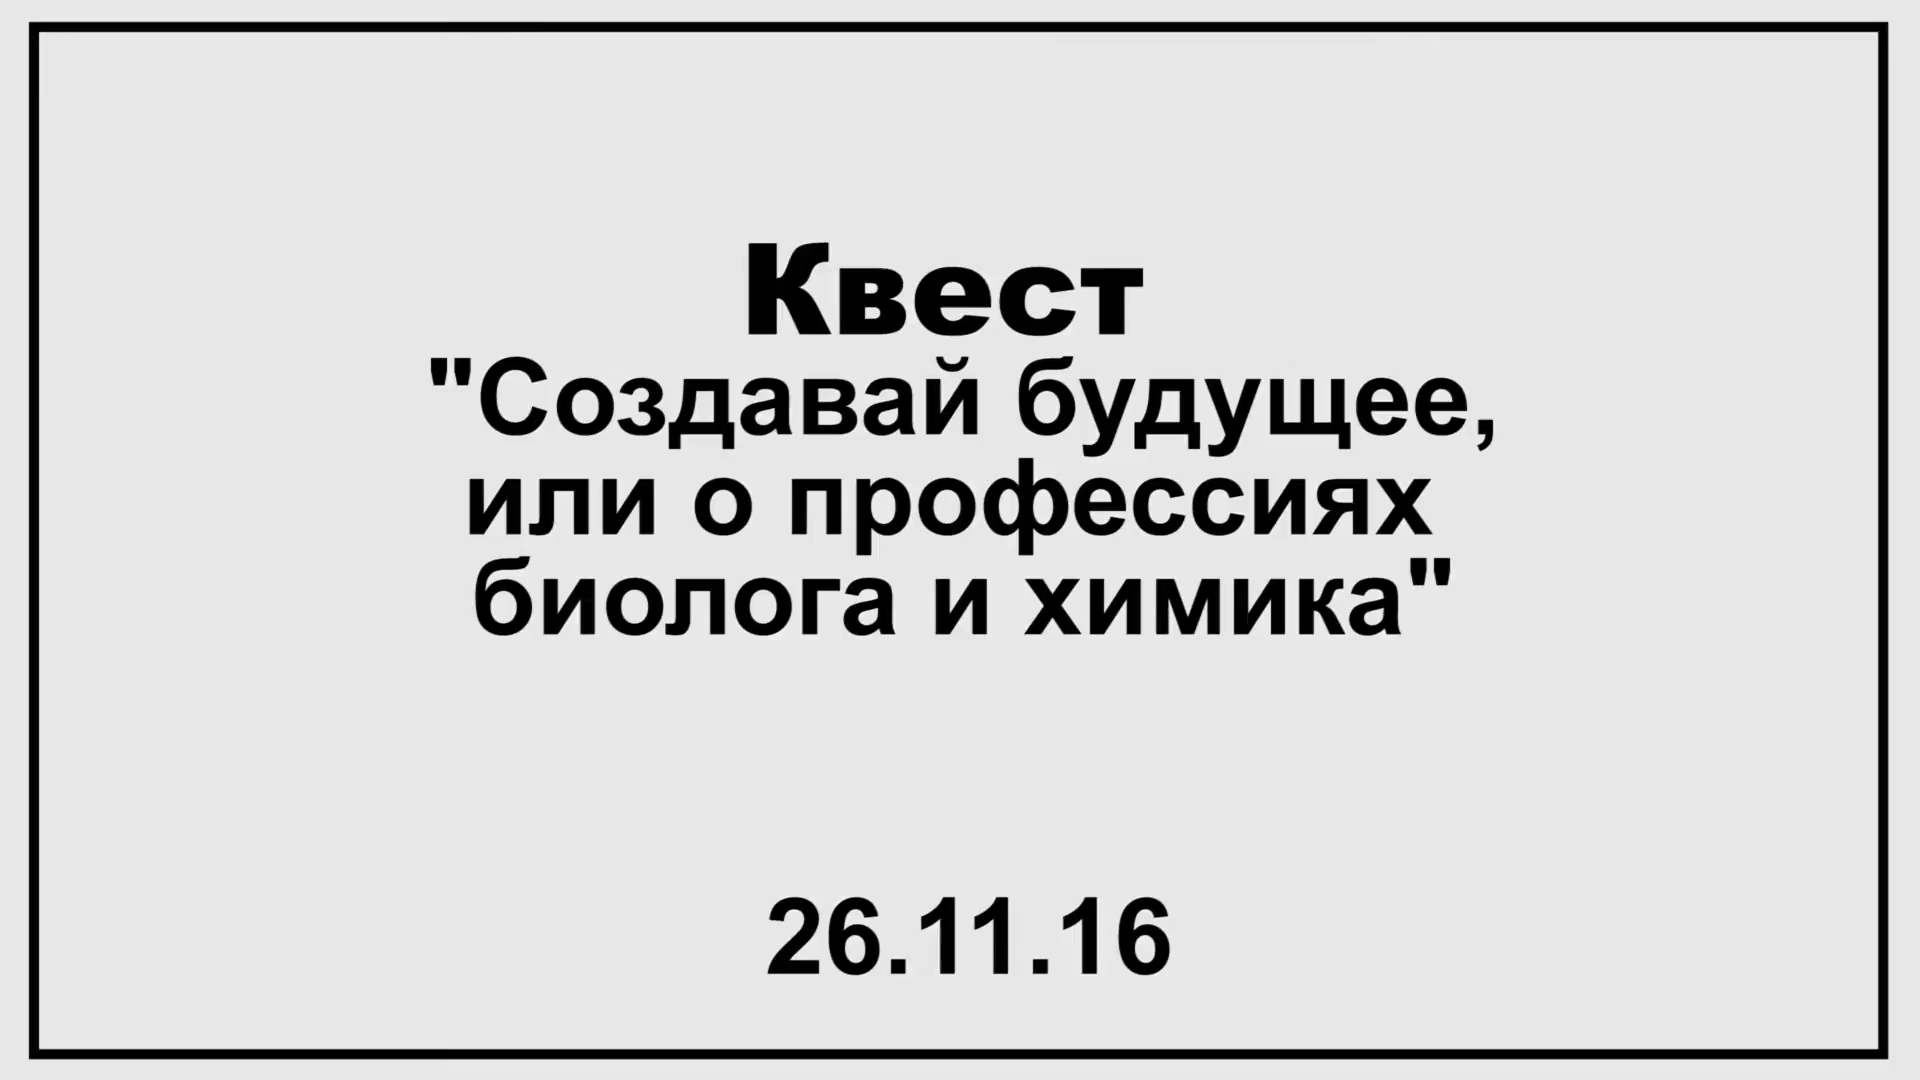 Квест
"Создавай будущее,
или о профессиях
биолога и химика"
26.11.16